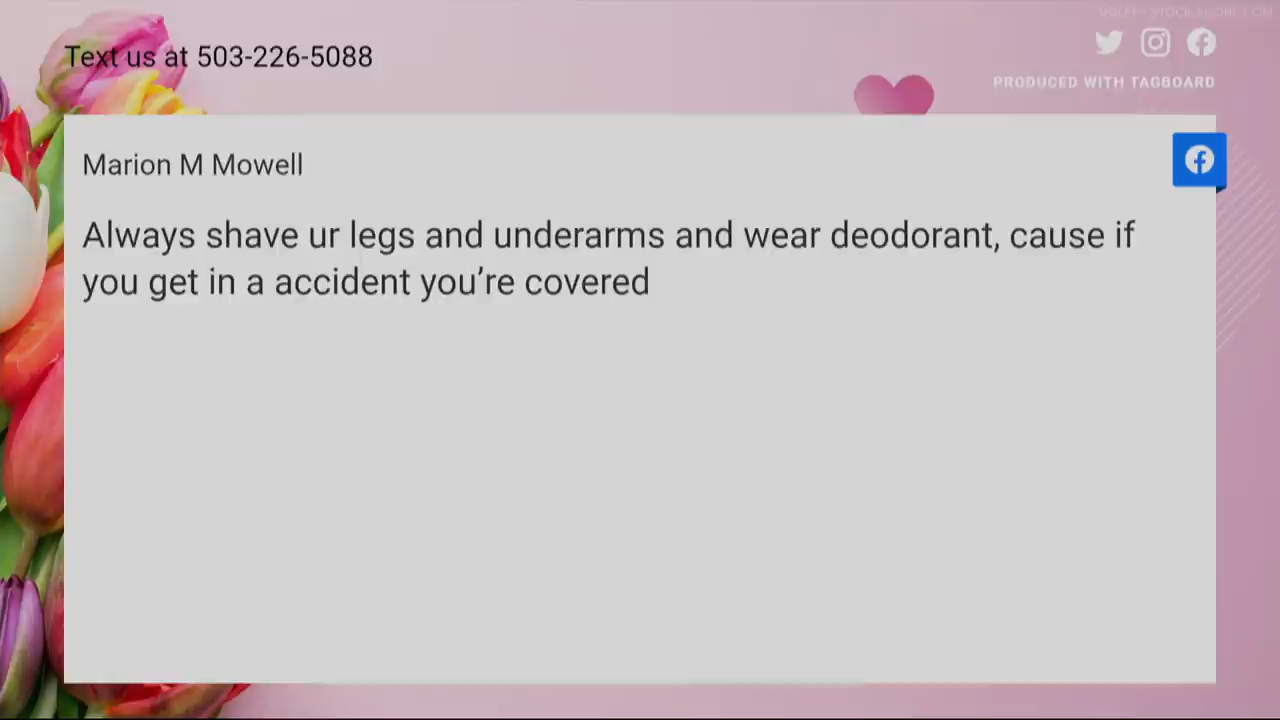 Text us at 503-226-5088
PRODUCED WITH TAGBOARD
Marion M Mowell
Always shave ur legs and underarms and wear deodorant, cause if
you get in a accident you’re covered